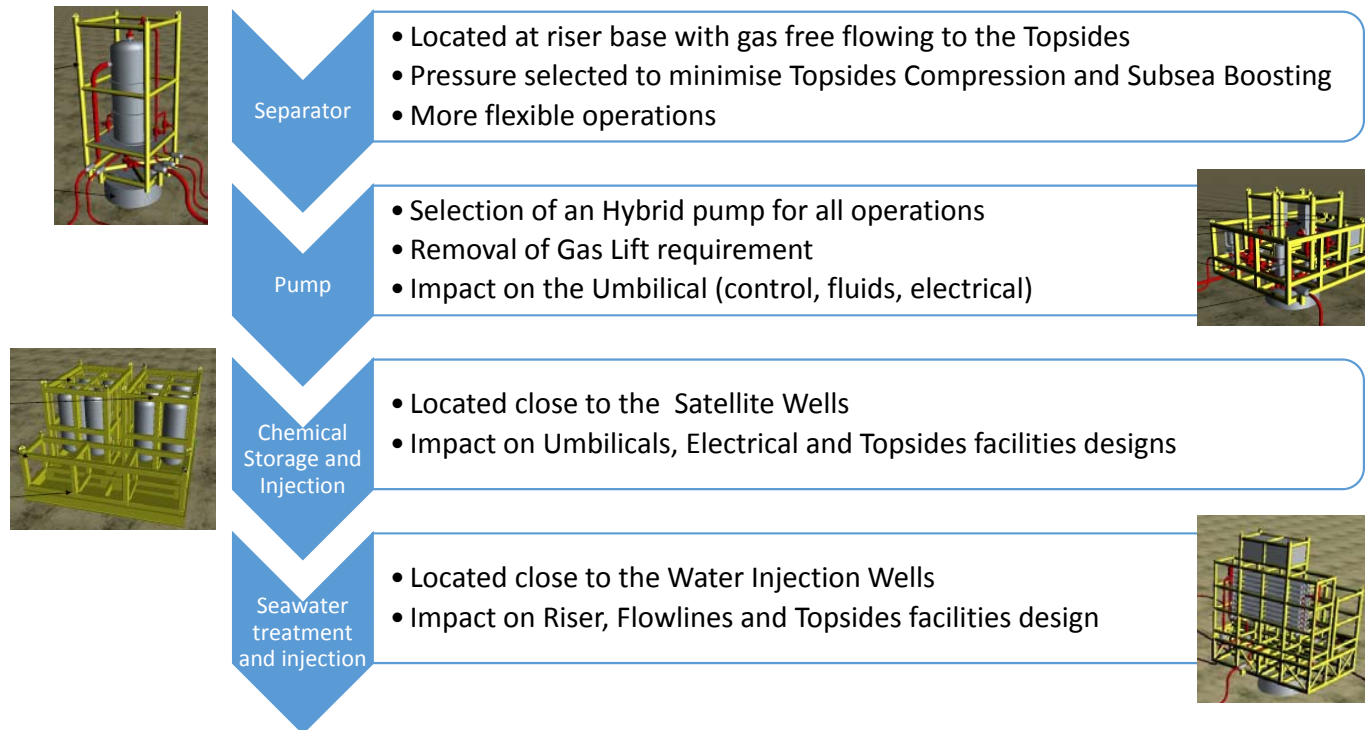 • Located at riser base with gas free flowing to the Topsides
• Pressure selected to minimise Topsides Compression and Subsea Boosting
Separator
• More flexible operations
• Selection of an Hybrid pump for all operations
• Removal of Gas Lift requirement
Pump
• Impact on the Umbilical (control, fluids, electrical)
• Located close to the Satellite Wells
Chemical
Storage and
Injection
• Impact on Umbilicals, Electrical and Topsides facilities designs
• Located close to the Water Injection Wells
Seawater
treatment
and injection
• Impact on Riser, Flowlines and Topsides facilities design